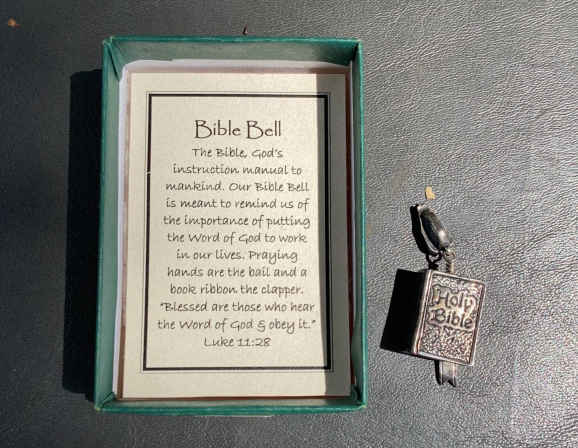 Bible Bell
The Bible, God's
instruction manual to
mankind. Our Bible Bell
is meant to remind us of
the importance of putting
the Word of God to work
in our lives. Praying
hands are the bail and a
book ribbon the clapper.
"Blessed are those who hear
the Word of God & obey it."
Luke 11:28
Holy
Bible